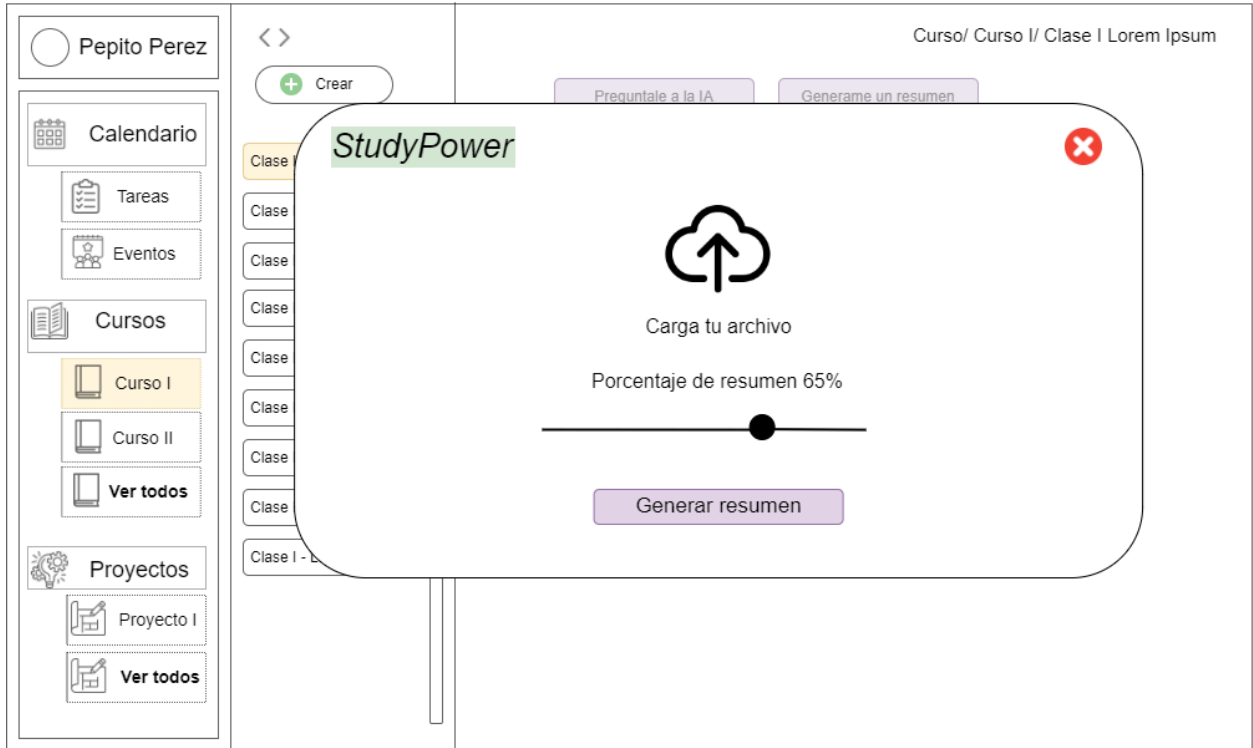 Pepito Perez
Calendario
Tareas
Eventos
Cursos
Curso I
Curso II
Ver todos
Proyectos
Proyecto I
Ver todos
Crear
Clase I
Clase
Clase
Clase
Clase
Clase
Clase
Clase
Clase I -
Curso/ Curso I/ Clase I Lorem Ipsum
Preguntale a la IA
Generame un resumen
StudyPower
Carga tu archivo
Porcentaje de resumen 65%
Generar resumen